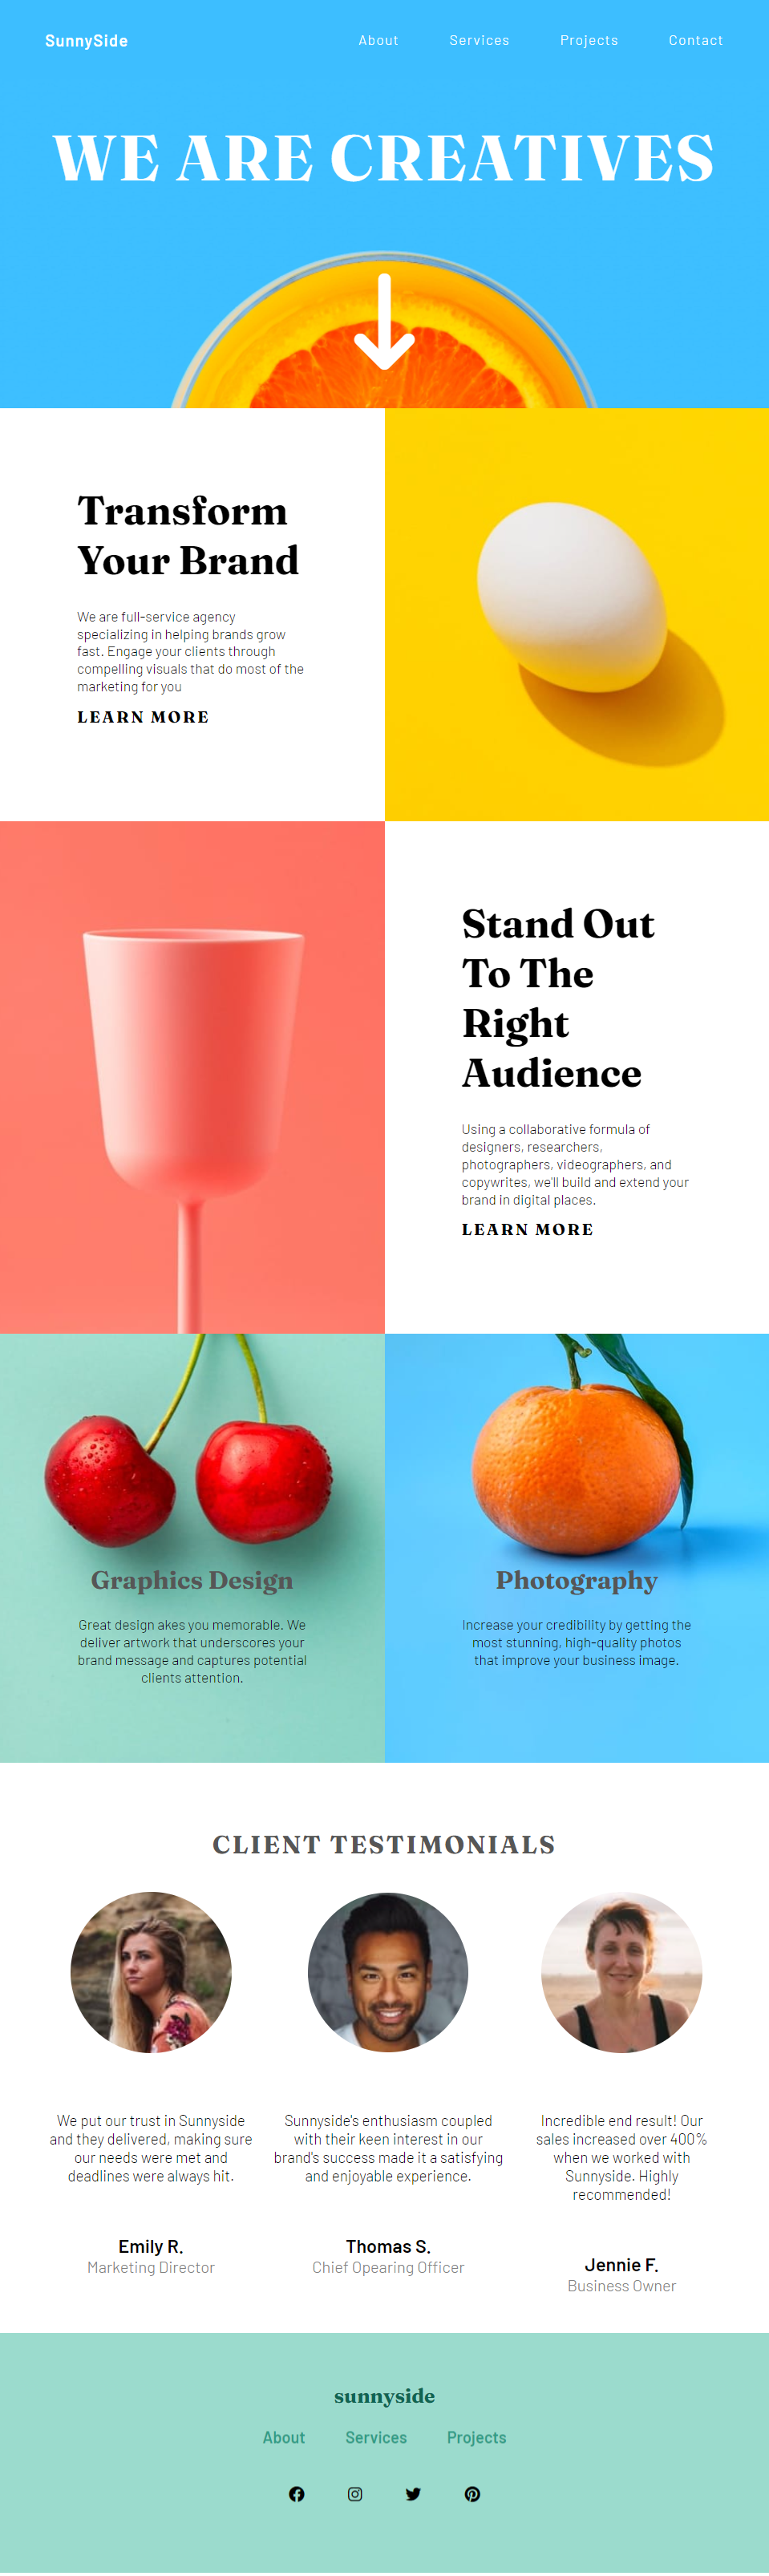 SunnySide
About Services Projects Contact
WE ARE CREATIVES
Transform
Your Brand
We are full-service agency
specializing in helping brands grow
fast. Engage your clients through
compelling visuals that do most of the
marketing for you
LEARN MORE
Stand Out
To The
Right
Audience
Using a collaborative formula of
designers, researchers,
photographers, videographers, and
copywrites, we'll build and extend your
brand in digital places.
LEARN MORE
Graphics Design
Great design akes you memorable. We
deliver artwork that underscores your
brand message and captures potential
clients attention.
Photography
Increase your credibility by getting the
most stunning, high-quality photos
that improve your business image.
CLIENT TESTIMONIALS
We put our trust in Sunnyside
and they delivered, making sure
our needs were met and
deadlines were always hit.
Emily R.
Marketing Director
Sunnyside's enthusiasm coupled
with their keen interest in our
brand's success made it a satisfying
and enjoyable experience.
Thomas S.
Chief Opearing Officer
Incredible end result! Our
sales increased over 400%
when we worked with
Sunnyside. Highly
recommended!
Jennie F.
Business Owner
sunnyside
About Services Projects